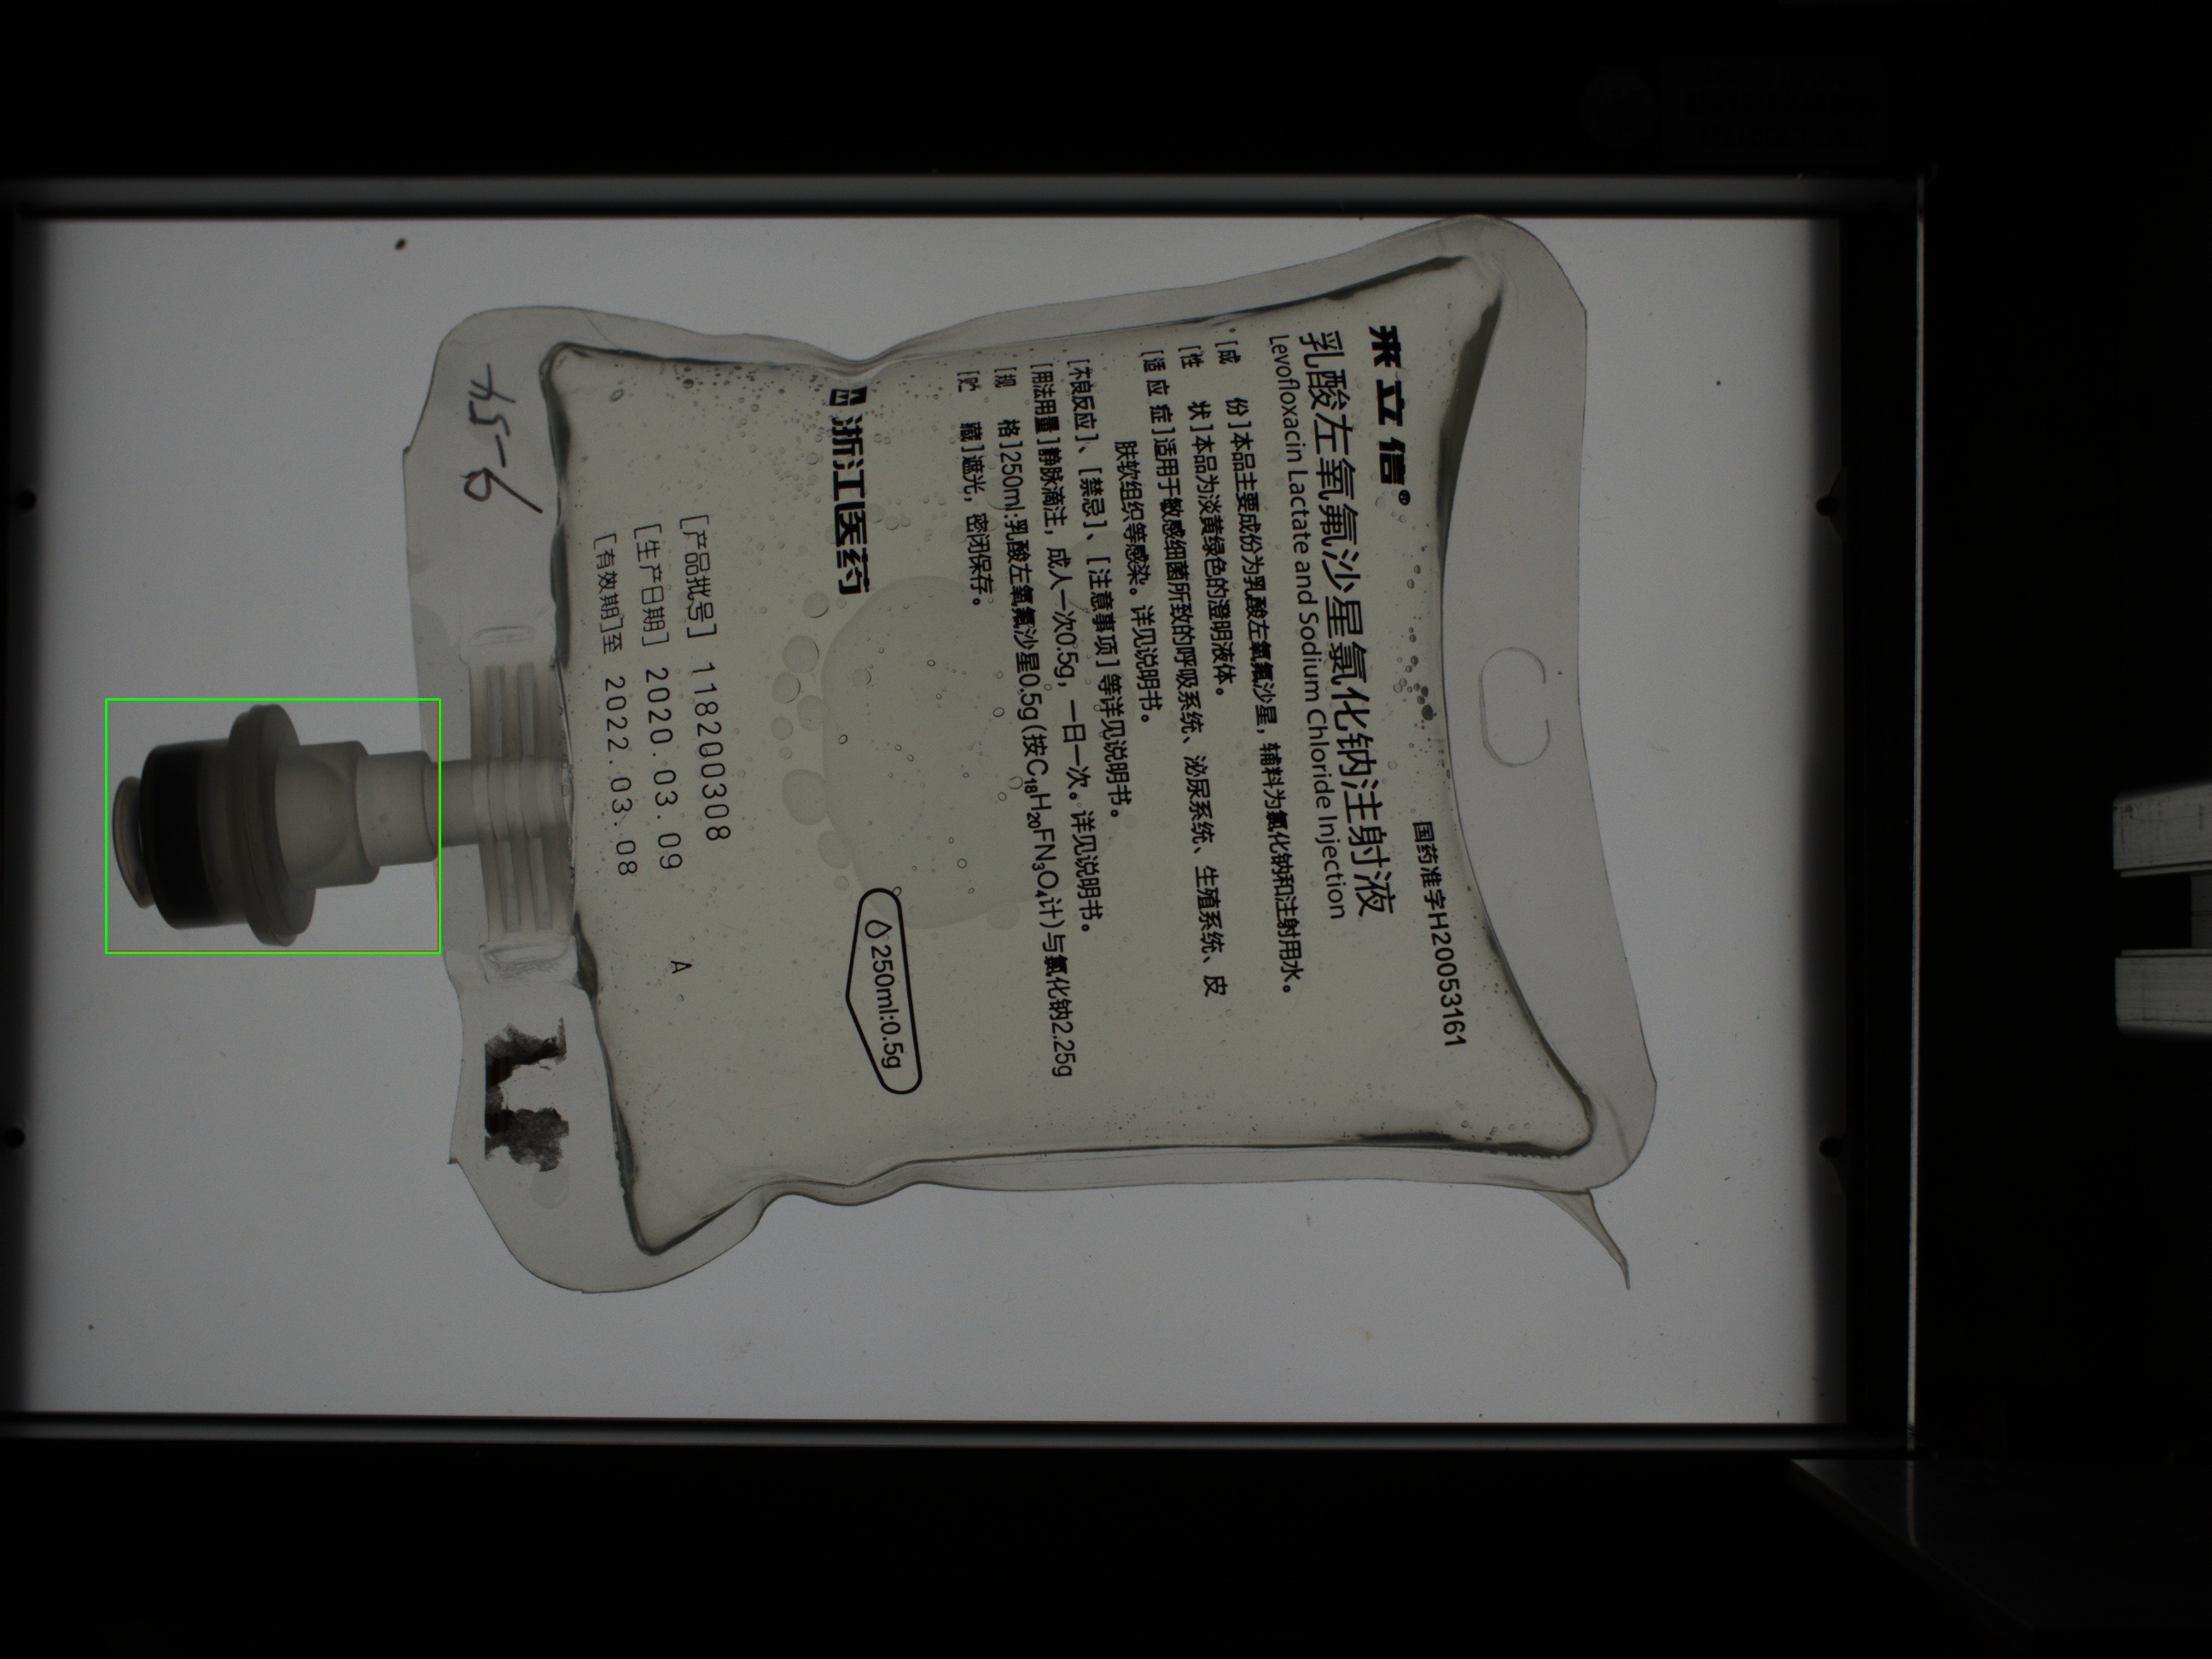 来立信®
国药准字H20053161
乳酸左氧氟沙星氯化钠注射液
Levofloxacin Lactate and Sodium Chloride Injection
[成 份]本品主要成份为乳酸左氧氟沙星，辅料为氯化钠和注射用水。
[性 状]本品为淡黄绿色的澄明液体。
[适 应 症]适用于敏感细菌所致的呼吸系统、泌尿系统、生殖系统、皮
肤软组织等感染。详见说明书。
[不良反应]、[禁忌]、[注意事项]等详见说明书。
[用法用量]静脉滴注，成人一次0.5g，一日一次。详见说明书。
[规 格]250ml:乳酸左氧氟沙星0.5g(按C₁₈H₂₀FN₃O₄计)与氯化钠2.25g
[贮 藏]遮光，密闭保存。
浙江医药
250ml:0.5g
[产品批号] 118200308
[生产日期] 2020.03.09
[有效期]至 2022.03.08
A